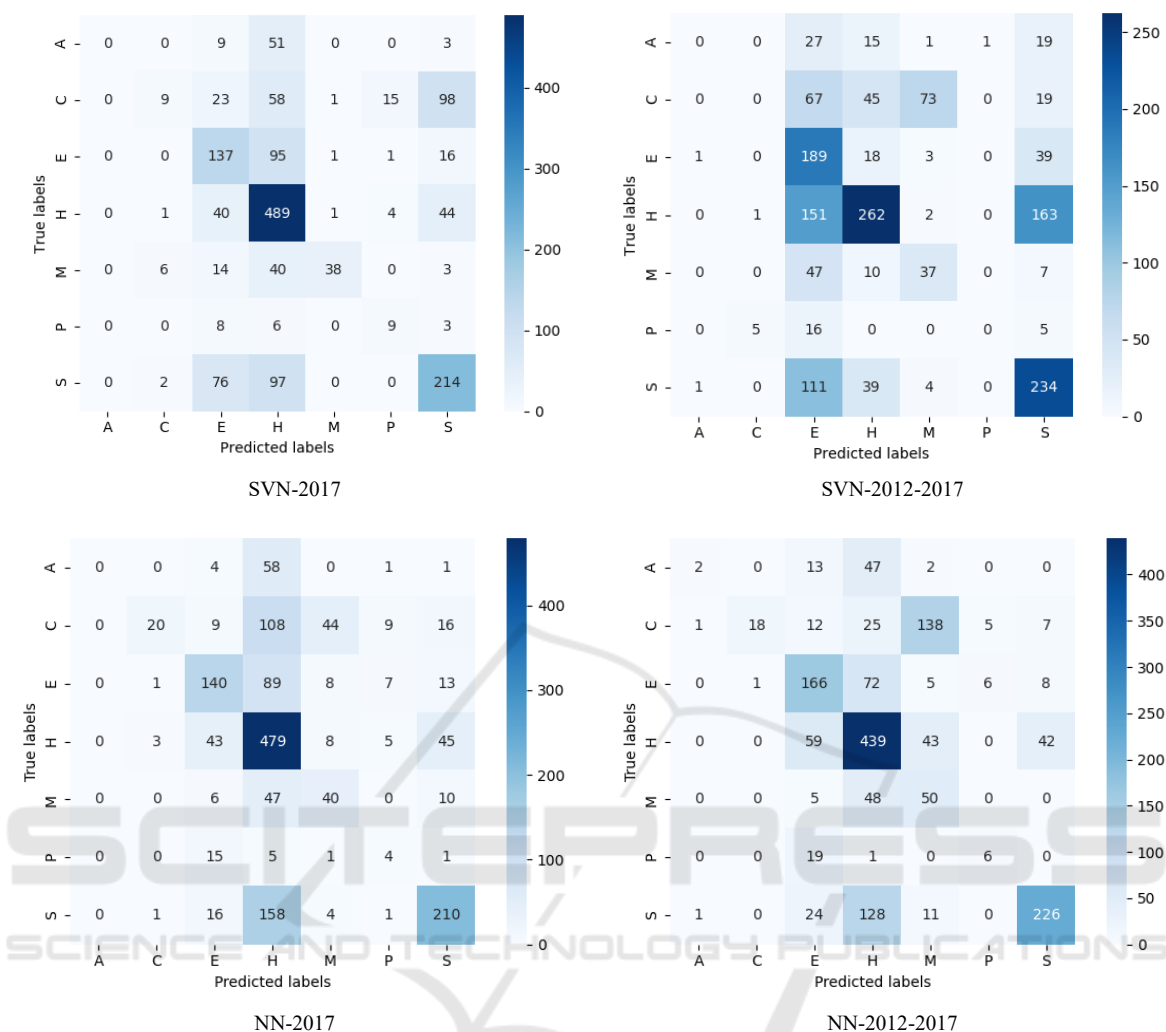 A 0 0 9 51 0 0 3
C 0 9 23 58 1 15 98
E 0 0 137 95 1 1 16
H 0 1 40 489 1 4 44
M 0 6 14 40 38 0 3
P 0 0 8 6 0 9 3
S 0 2 76 97 0 0 214
A C E H M P S
True labels
Predicted labels
400
300
200
100
0
SVN-2017
A 0 0 27 15 1 1 19
C 0 0 67 45 73 0 19
E 1 0 189 18 3 0 39
H 0 1 151 262 2 0 163
M 0 0 47 10 37 0 7
P 0 5 16 0 0 0 5
S 1 0 111 39 4 0 234
A C E H M P S
True labels
Predicted labels
250
200
150
100
50
0
SVN-2012-2017
A 0 0 4 58 0 1 1
C 0 20 9 108 44 9 16
E 0 1 140 89 8 7 13
H 0 3 43 479 8 5 45
M 0 0 6 47 40 0 10
P 0 0 15 5 1 4 1
S 0 1 16 158 4 1 210
A C E H M P S
True labels
Predicted labels
400
300
200
100
0
NN-2017
A 2 0 13 47 2 0 0
C 1 18 12 25 138 5 7
E 0 1 166 72 5 6 8
H 0 0 59 439 43 0 42
M 0 0 5 48 50 0 0
P 0 0 19 1 0 6 0
S 1 0 24 128 11 0 226
A C E H M P S
True labels
Predicted labels
400
350
300
250
200
150
100
50
0
NN-2012-2017
SCITEPRESS
SCIENCE AND TECHNOLOGY PUBLICATIONS